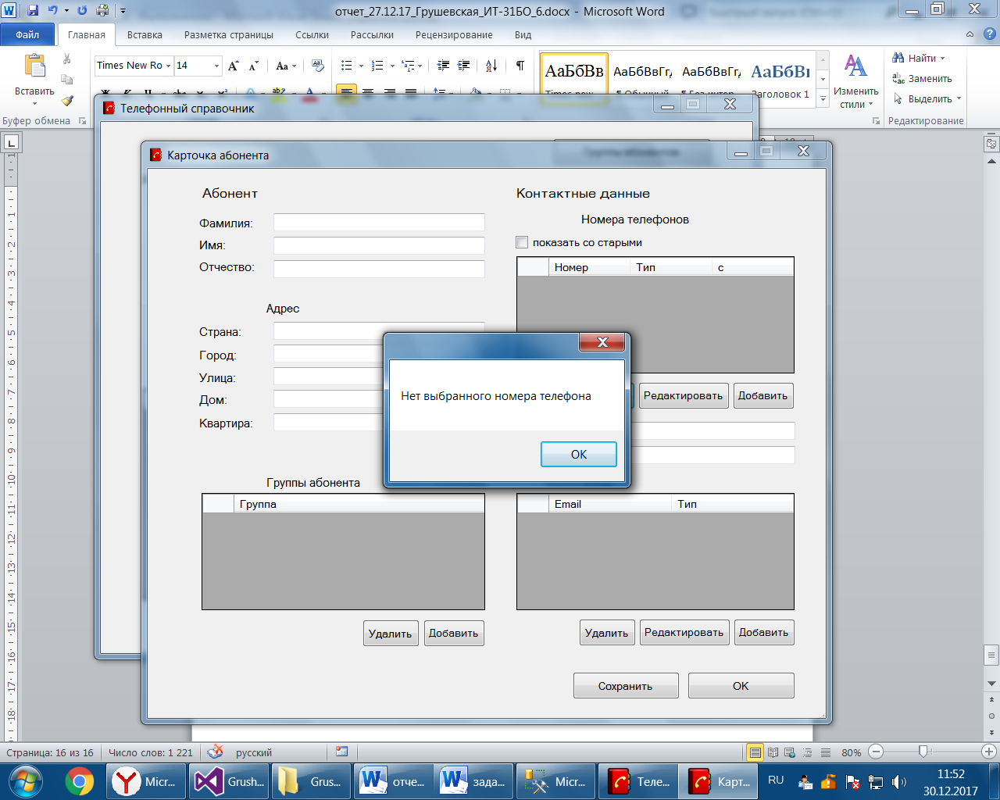 отчет_27.12.17_Грушевская_ИТ-31БО_6.docx - Microsoft Word
Файл
Главная
Вставка
Разметка страницы
Ссылки
Рассылки
Рецензирование
Вид
Вставить
Буфер обмена
Times New Ro
14
Aa
АаБбВв
АаБбВвГг,
АаБбВвГг,
АаБбВı
Заголовок 1
Изменить
стили
Найти
Заменить
Выделить
Редактирование
Телефонный справочник
Карточка абонента
Абонент
Фамилия:
Имя:
Отчество:
Адрес
Страна:
Город:
Улица:
Дом:
Квартира:
Группы абонента
Группа
Удалить
Добавить
Контактные данные
Номера телефонов
показать со старыми
Номер
Тип
с
Редактировать
Добавить
Нет выбранного номера телефона
OK
Email
Тип
Удалить
Редактировать
Добавить
Сохранить
OK
Страница: 16 из 16
Число слов: 1 221
русский
80%
Micr...
Grush...
Grus...
отче...
зада...
Micr...
Теле...
Карт...
RU
11:52
30.12.2017